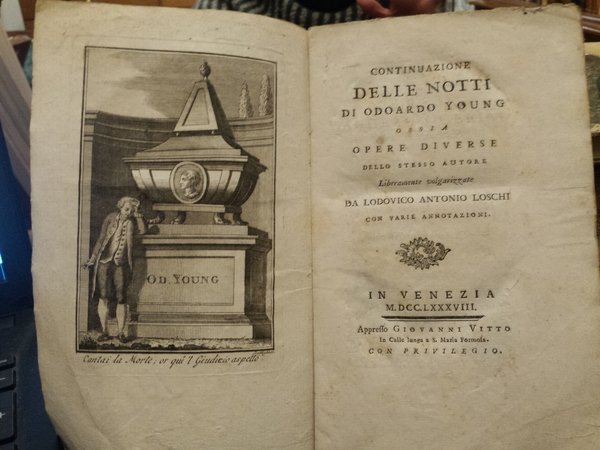 OD. YOUNG
Cantai la Morte; or quì 'l Giudizio aspetto
CONTINUAZIONE
DELLE NOTTI
DI ODOARDO YOUNG
OSSIA
OPERE DIVERSE
DELLO STESSO AUTORE
Liberamente volgarizzate
DA LODOVICO ANTONIO LOSCHI
CON VARIE ANNOTAZIONI.
IN VENEZIA
M.DCC.LXXXVIII.
Appresso GIOVANNI VITTO
In Calle lunga a S. Maria Formosa.
CON PRIVILEGIO.